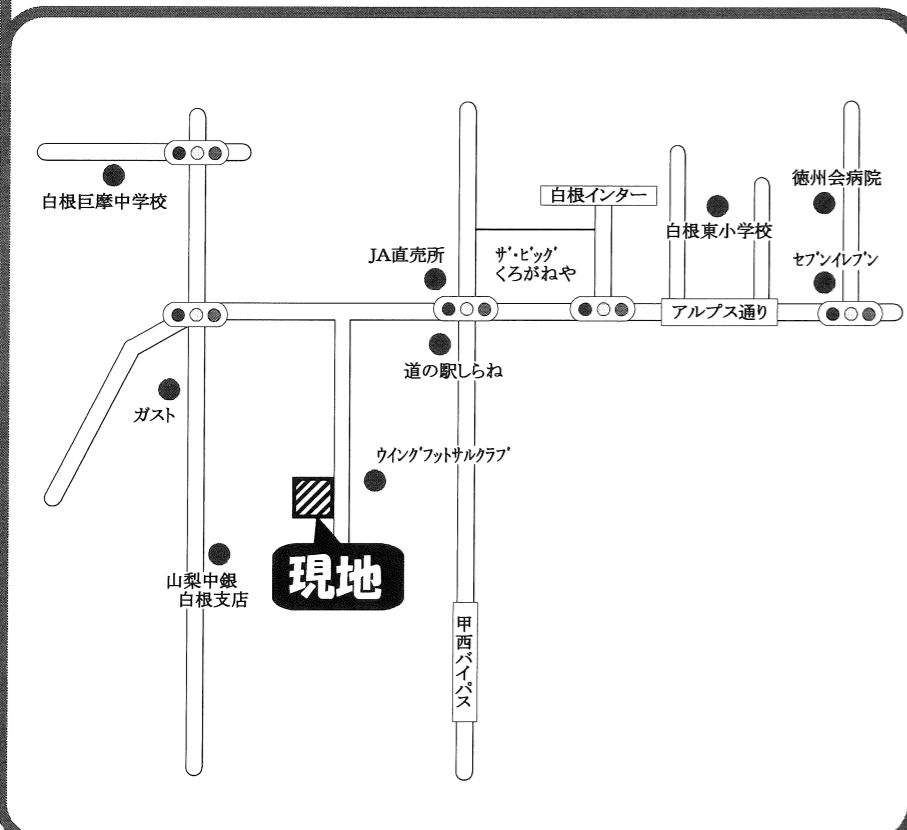 徳州会病院
白根インター
白根巨摩中学校
白根東小学校
JA直売所
ザ・ビッグ
くろがねや
セブンイレブン
アルプス通り
道の駅しらね
ガスト
ウイングフットサルクラブ
現地
山梨中銀
白根支店
甲西バイパス